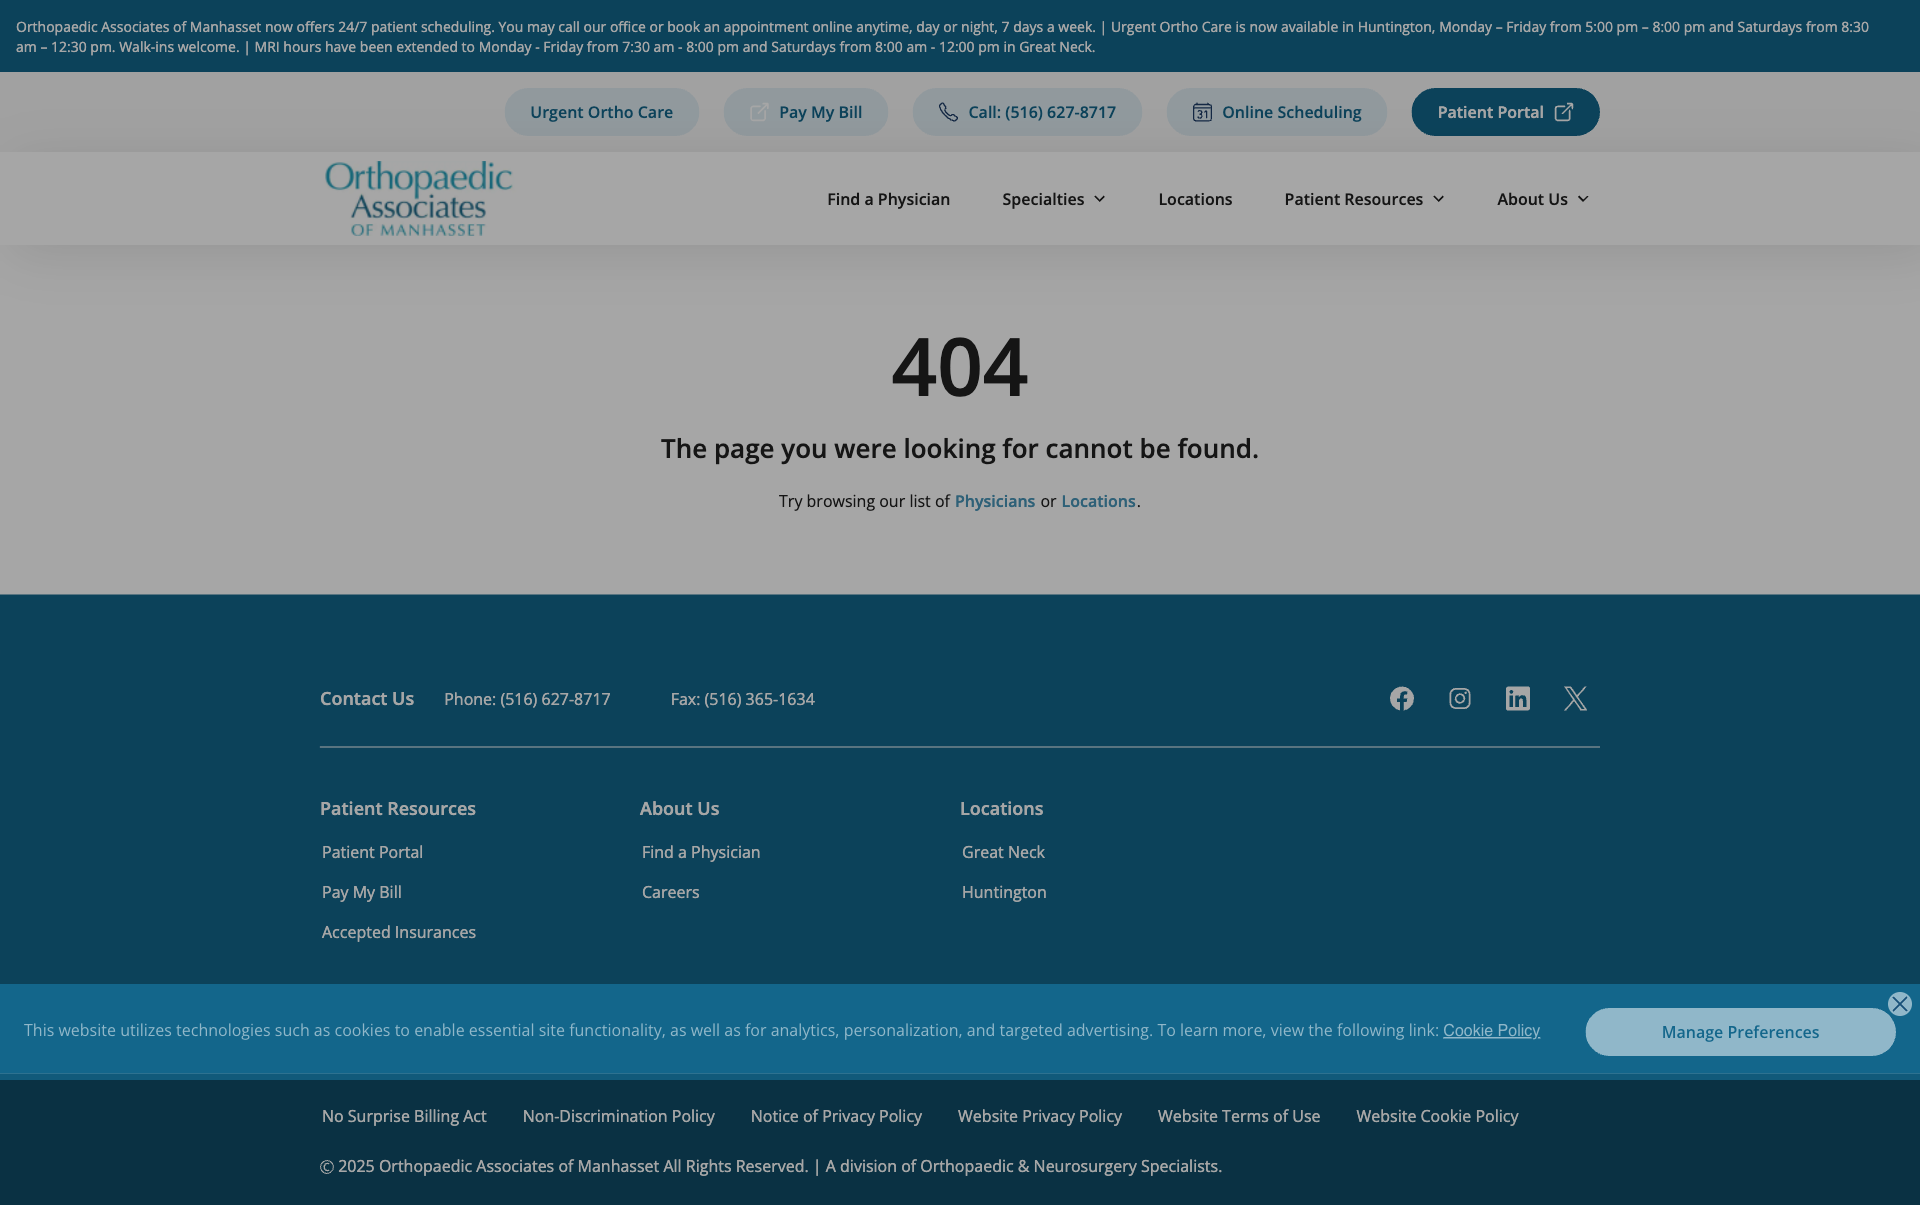 Orthopaedic Associates of Manhasset now offers 24/7 patient scheduling. You may call our office or book an appointment online anytime, day or night, 7 days a week. | Urgent Ortho Care is now available in Huntington, Monday – Friday from 5:00 pm – 8:00 pm and Saturdays from 8:30
am – 12:30 pm. Walk-ins welcome. | MRI hours have been extended to Monday - Friday from 7:30 am - 8:00 pm and Saturdays from 8:00 am - 12:00 pm in Great Neck.
Urgent Ortho Care Pay My Bill Call: (516) 627-8717 31 Online Scheduling Patient Portal
Orthopaedic
Associates
OF MANHASSET
Find a Physician Specialties Locations Patient Resources About Us
404
The page you were looking for cannot be found.
Try browsing our list of Physicians or Locations.
Contact Us Phone: (516) 627-8717 Fax: (516) 365-1634
Patient Resources About Us Locations
Patient Portal Find a Physician Great Neck
Pay My Bill Careers Huntington
Accepted Insurances
This website utilizes technologies such as cookies to enable essential site functionality, as well as for analytics, personalization, and targeted advertising. To learn more, view the following link: Cookie Policy
Manage Preferences
No Surprise Billing Act Non-Discrimination Policy Notice of Privacy Policy Website Privacy Policy Website Terms of Use Website Cookie Policy
© 2025 Orthopaedic Associates of Manhasset All Rights Reserved. | A division of Orthopaedic & Neurosurgery Specialists.